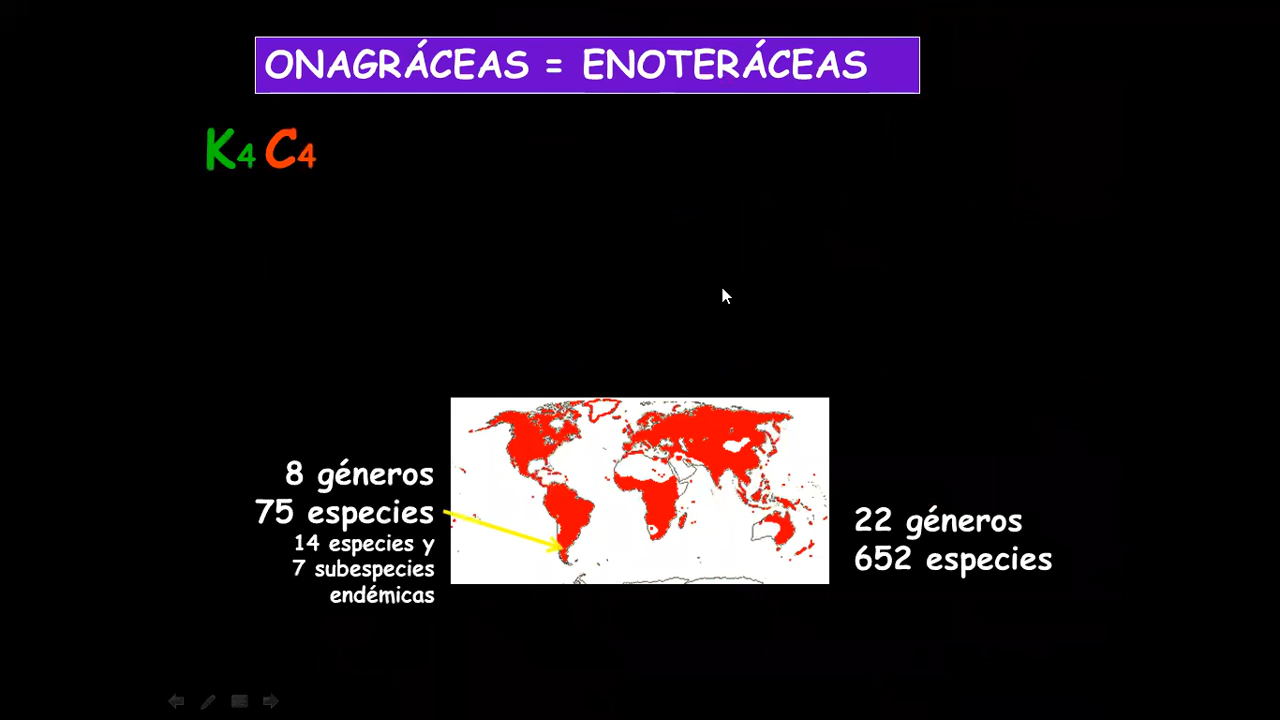 ONAGRÁCEAS = ENOTERÁCEAS
K4 C4
8 géneros
75 especies
14 especies y
7 subespecies
endémicas
22 géneros
652 especies